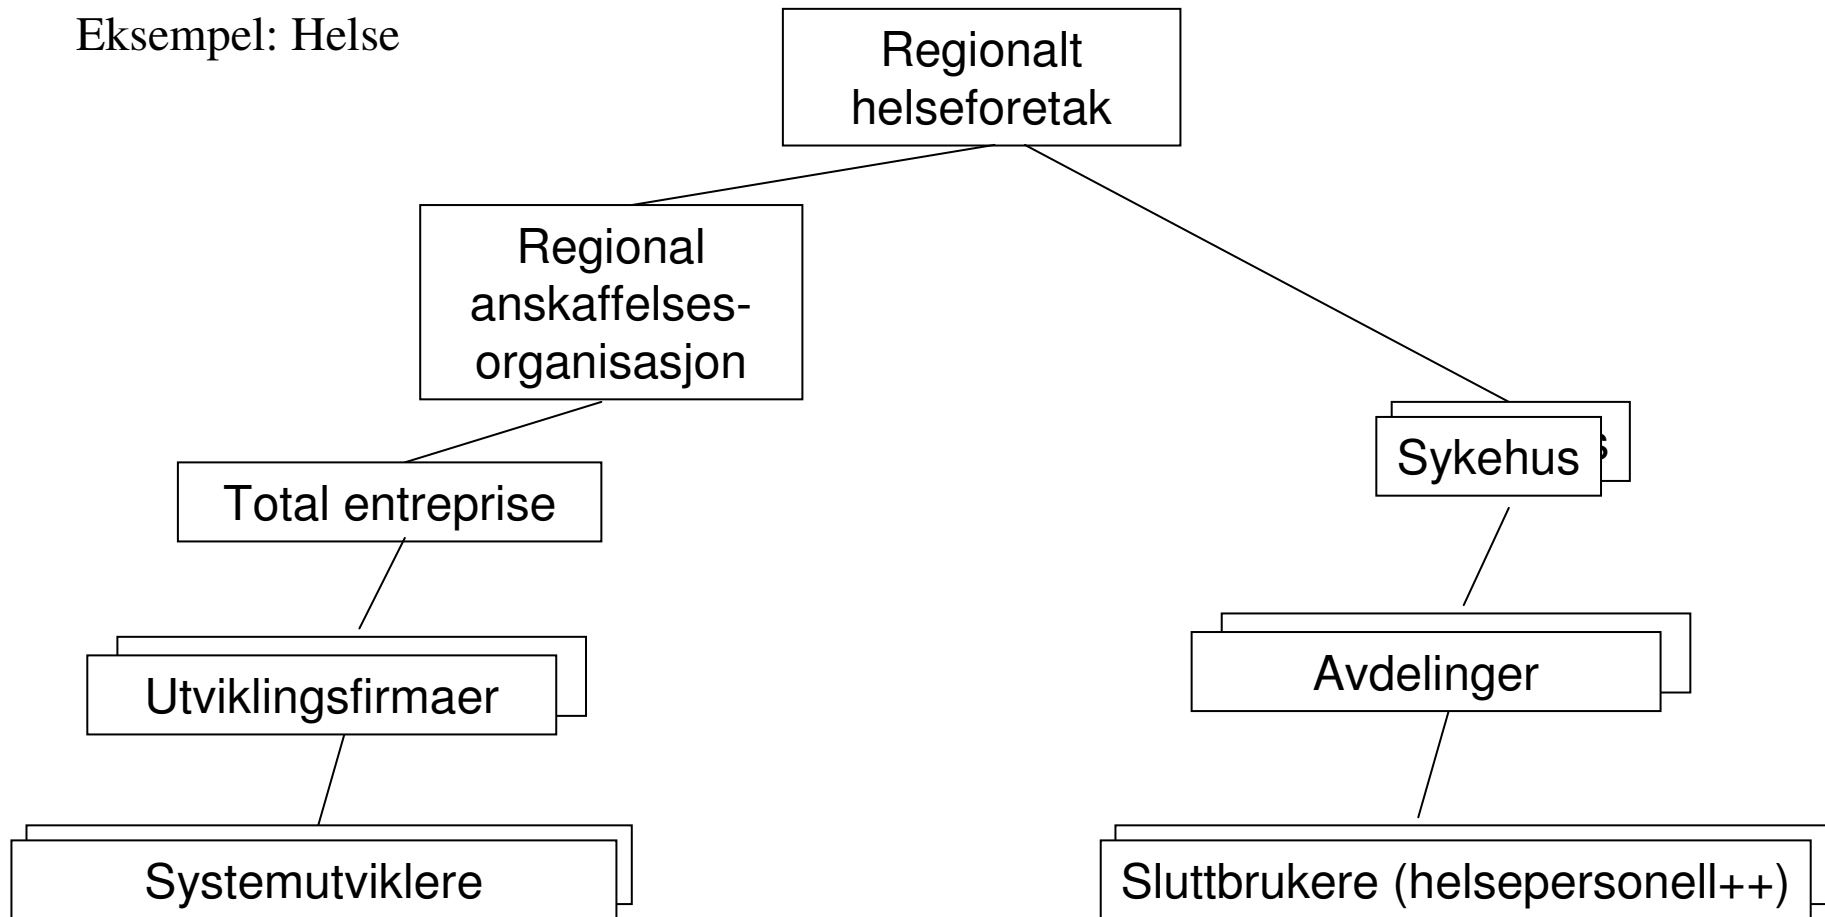 Eksempel: Helse
Regionalt
helseforetak
Regional
anskaffelses-
organisasjon
Sykehus
Total entreprise
Avdelinger
Utviklingsfirmaer
Systemutviklere
Sluttbrukere (helsepersonell++)